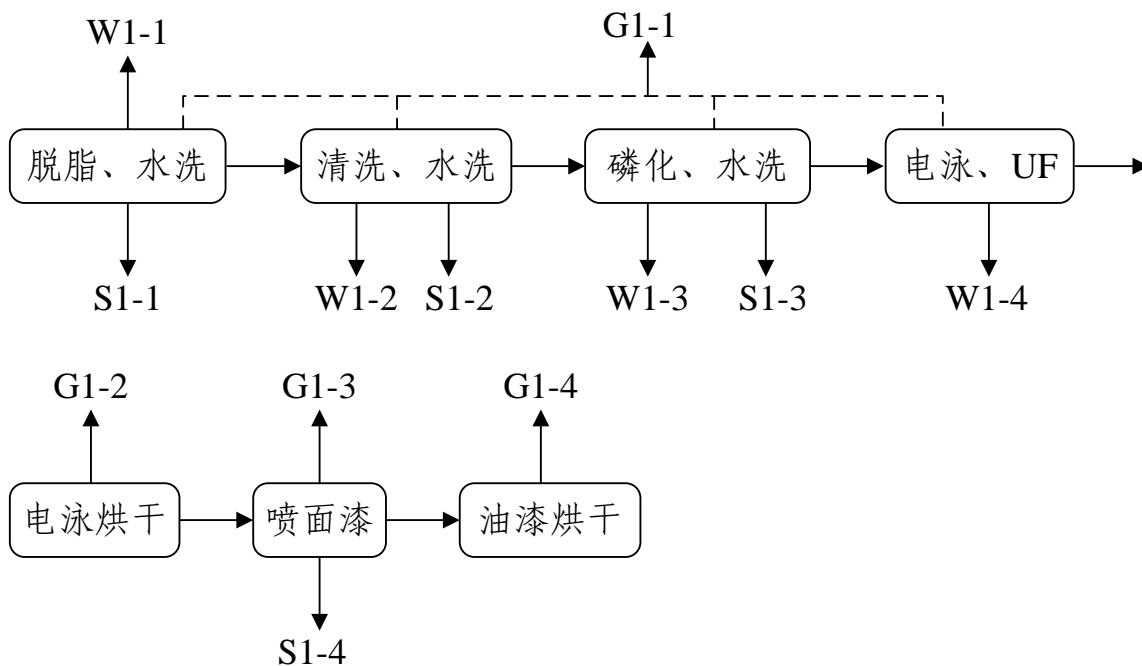 W1-1 G1-1
脱脂、水洗 清洗、水洗 磷化、水洗 电泳、UF
S1-1 W1-2 S1-2 W1-3 S1-3 W1-4
G1-2 G1-3 G1-4
电泳烘干 喷面漆 油漆烘干
S1-4